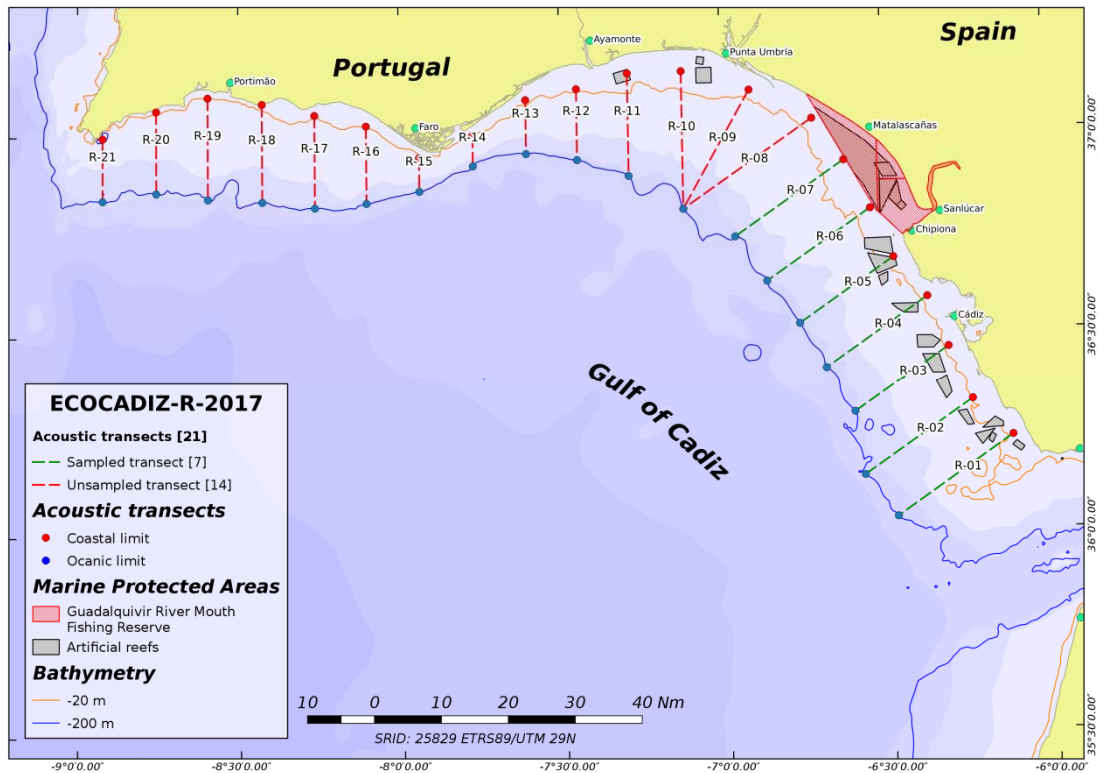 Spain
Portugal
Ayamonte
Punta Umbría
Portimão
Faro
Matalascañas
Sanlúcar
Chipiona
Cádiz
R-21
R-20
R-19
R-18
R-17
R-16
R-15
R-14
R-13
R-12
R-11
R-10
R-09
R-08
R-07
R-06
R-05
R-04
R-03
R-02
R-01
Gulf of Cadiz
ECOCADIZ-R-2017
Acoustic transects [21]
Sampled transect [7]
Unsampled transect [14]
Acoustic transects
Coastal limit
Ocanic limit
Marine Protected Areas
Guadalquivir River Mouth
Fishing Reserve
Artificial reefs
Bathymetry
-20 m
-200 m
10 0 10 20 30 40 Nm
SRID: 25829 ETRS89/UTM 29N
37°0'0.00"
36°30'0.00"
36°0'0.00"
35°30'0.00"
-9°0'0.00" -8°30'0.00" -8°0'0.00" -7°30'0.00" -7°0'0.00" -6°30'0.00" -6°0'0.00"